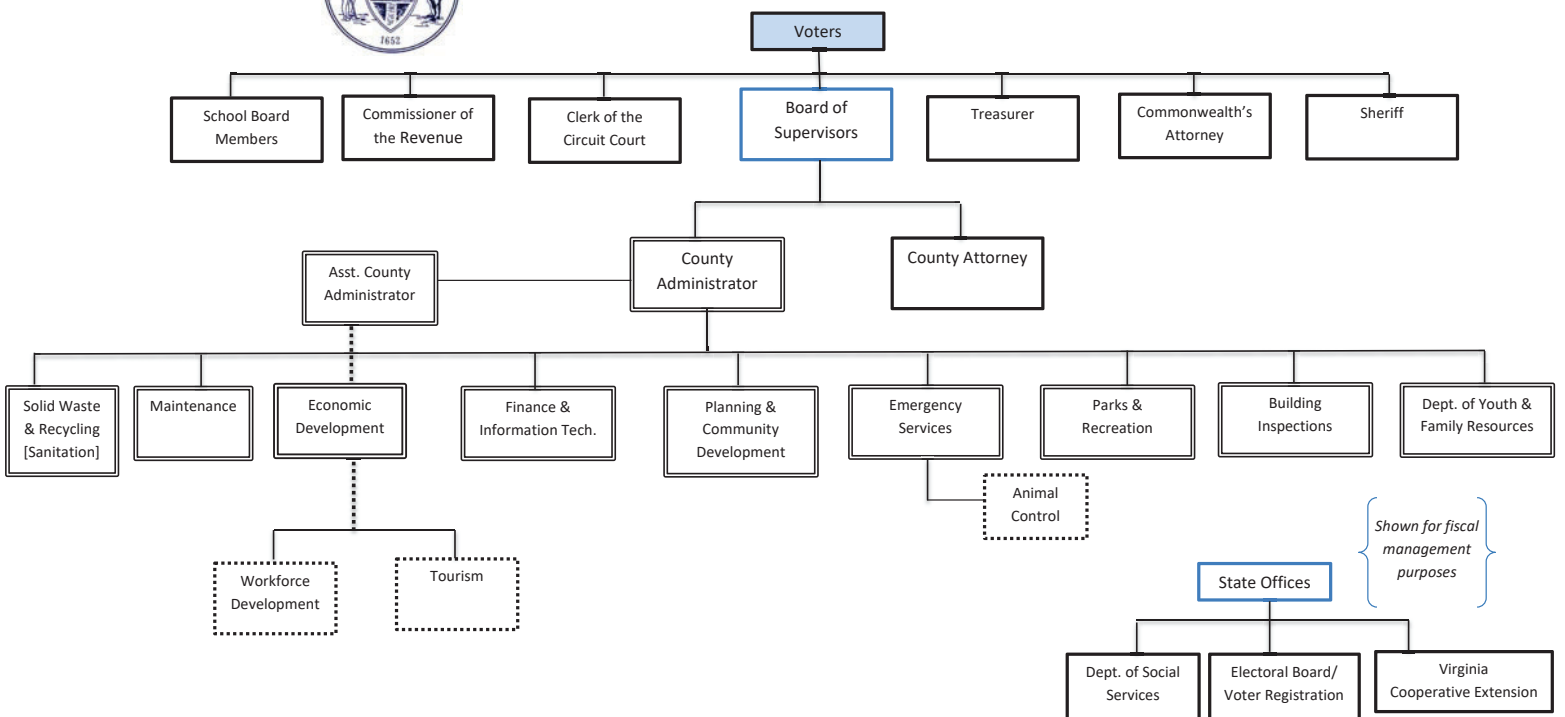 1652
Voters
School Board
Members
Commissioner of
the Revenue
Clerk of the
Circuit Court
Board of
Supervisors
Treasurer
Commonwealth's
Attorney
Sheriff
Asst. County
Administrator
County
Administrator
County Attorney
Solid Waste
& Recycling
[Sanitation]
Maintenance
Economic
Development
Finance &
Information Tech.
Planning &
Community
Development
Emergency
Services
Parks &
Recreation
Building
Inspections
Dept. of Youth &
Family Resources
Animal
Control
Workforce
Development
Tourism
Shown for fiscal
management
purposes
State Offices
Dept. of Social
Services
Electoral Board/
Voter Registration
Virginia
Cooperative Extension